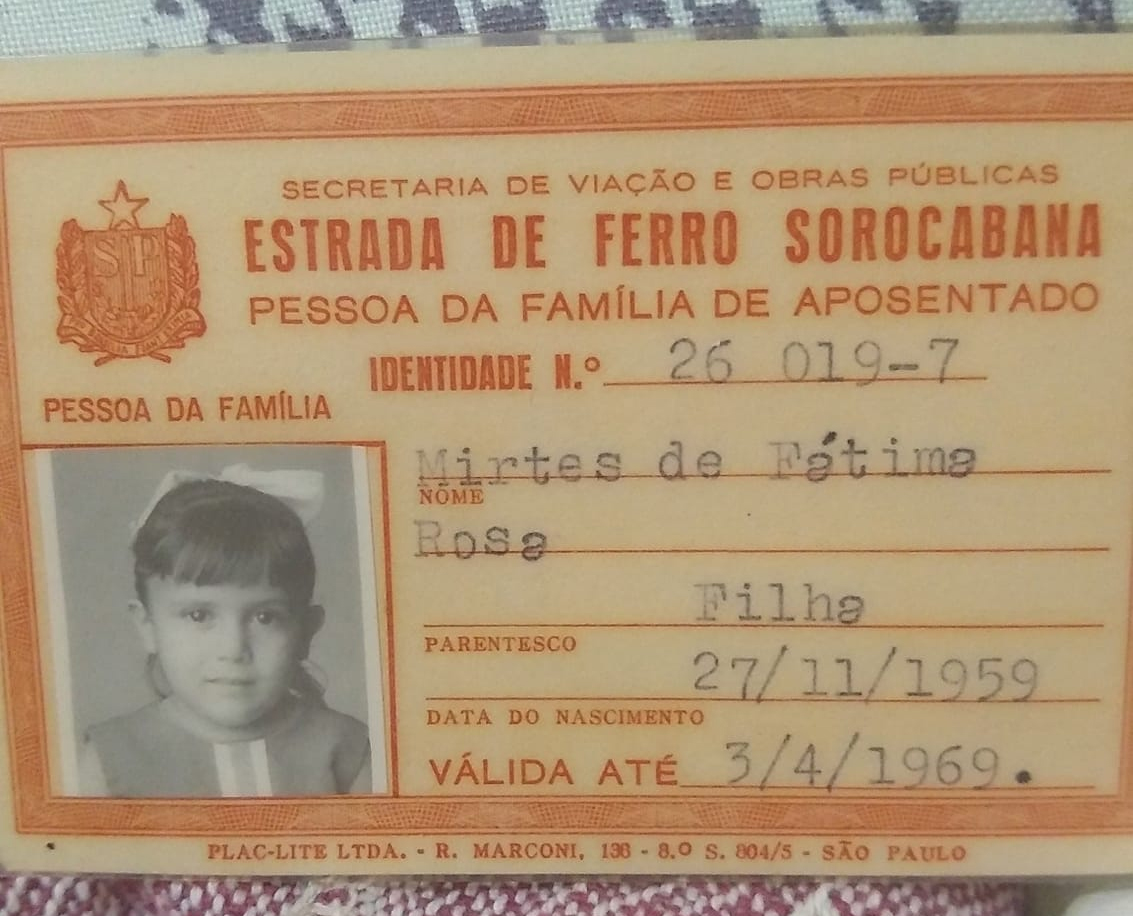 SECRETARIA DE VIAÇÃO E OBRAS PÚBLICAS
ESTRADA DE FERRO SOROCABANA
PESSOA DA FAMÍLIA DE APOSENTADO
SP
IDENTIDADE N.º 26 019-7
PESSOA DA FAMÍLIA
Mirtes de Fátima
NOME
Rosa
Filha
PARENTESCO
27/11/1959
DATA DO NASCIMENTO
VÁLIDA ATÉ 3/4/1969.
PLAC-LITE LTDA. - R. MARCONI, 138 - 8.º S. 804/5 - SÃO PAULO